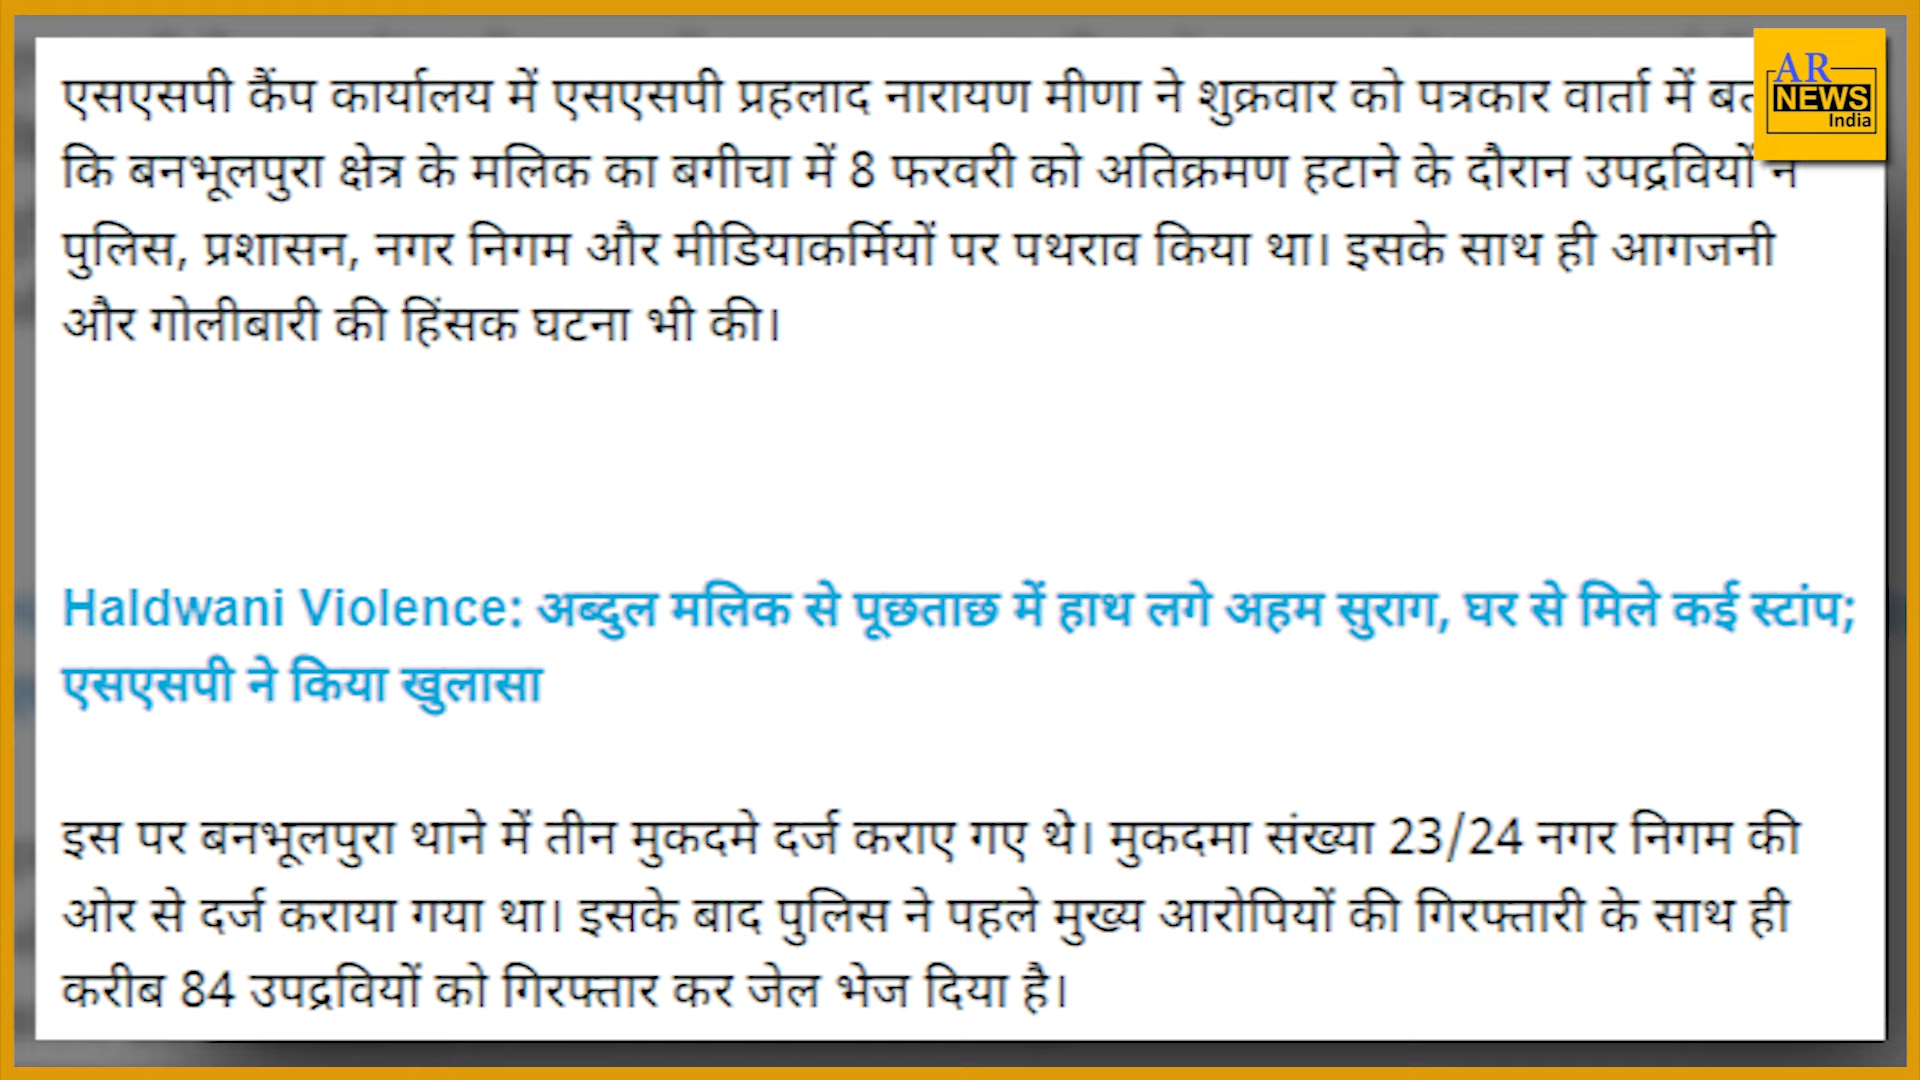 एसएसपी कैंप कार्यालय में एसएसपी प्रहलाद नारायण मीणा ने शुक्रवार को पत्रकार वार्ता में
कि बनभूलपुरा क्षेत्र के मलिक का बगीचा में 8 फरवरी को अतिक्रमण हटाने के दौरान उपद्रवियों ने
पुलिस, प्रशासन, नगर निगम और मीडियाकर्मियों पर पथराव किया था। इसके साथ ही आगजनी
और गोलीबारी की हिंसक घटना भी की।
Haldwani Violence: अब्दुल मलिक से पूछताछ में हाथ लगे अहम सुराग, घर से मिले कई स्टांप;
एसएसपी ने किया खुलासा
इस पर बनभूलपुरा थाने में तीन मुकदमे दर्ज कराए गए थे। मुकदमा संख्या 23/24 नगर निगम की
ओर से दर्ज कराया गया था। इसके बाद पुलिस ने पहले मुख्य आरोपियों की गिरफ्तारी के साथ ही
करीब 84 उपद्रवियों को गिरफ्तार कर जेल भेज दिया है।
AR
NEWS
India